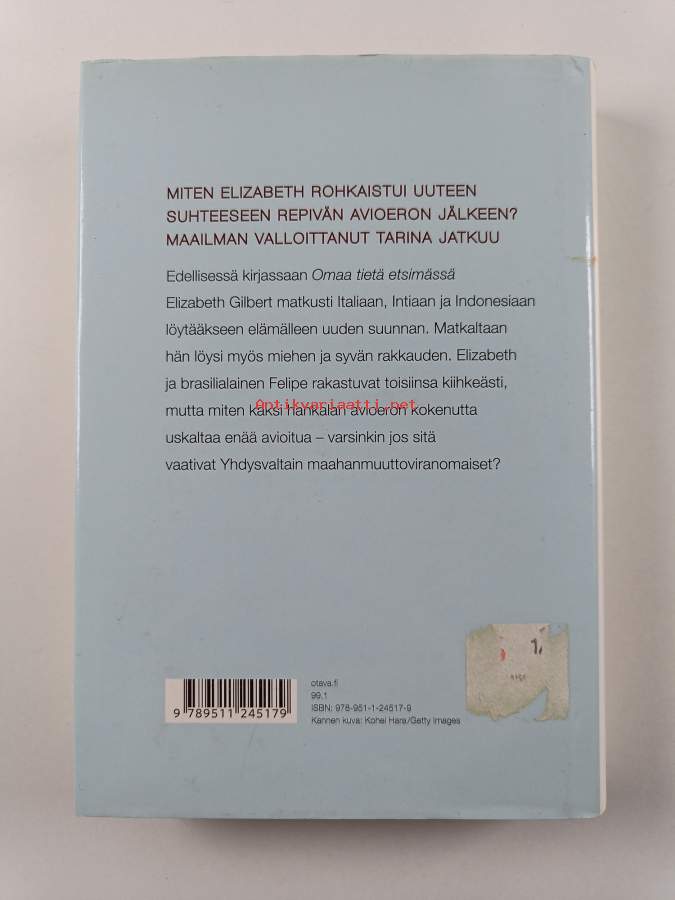 MITEN ELIZABETH ROHKAISTUI UUTEEN
SUHTEESEEN REPIVÄN AVIOERON JÄLKEEN?
MAAILMAN VALLOITTANUT TARINA JATKUU
Edellisessä kirjassaan Omaa tietä etsimässä
Elizabeth Gilbert matkusti Italiaan, Intiaan ja Indonesiaan
löytääkseen elämälleen uuden suunnan. Matkaltaan
hän löysi myös miehen ja syvän rakkauden. Elizabeth
ja brasilialainen Felipe rakastuvat toisiinsa kiihkeästi,
Antikvariaatti.net
mutta miten kaksi hankalan avioeron kokenutta
uskaltaa enää avioitua – varsinkin jos sitä
vaativat Yhdysvaltain maahanmuuttoviranomaiset?
otava.fi
99.1
ISBN: 978-951-1-24517-9
Kannen kuva: Kohei Hara/Getty Images
9 789511 245179